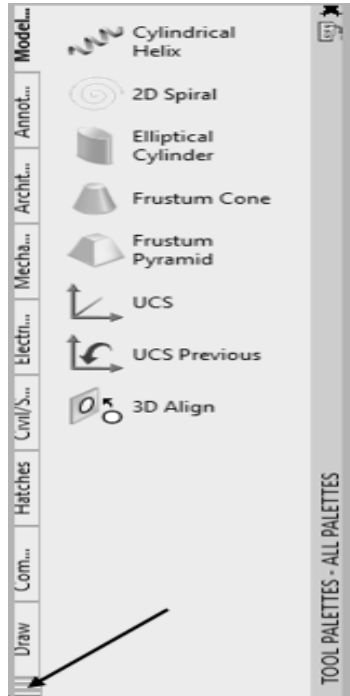 Model...
Annot...
Archit...
Mecha...
Electri...
Civil/S...
Hatches
Com...
Draw
Cylindrical
Helix
2D Spiral
Elliptical
Cylinder
Frustum Cone
Frustum
Pyramid
UCS
UCS Previous
3D Align
TOOL PALETTES - ALL PALETTES